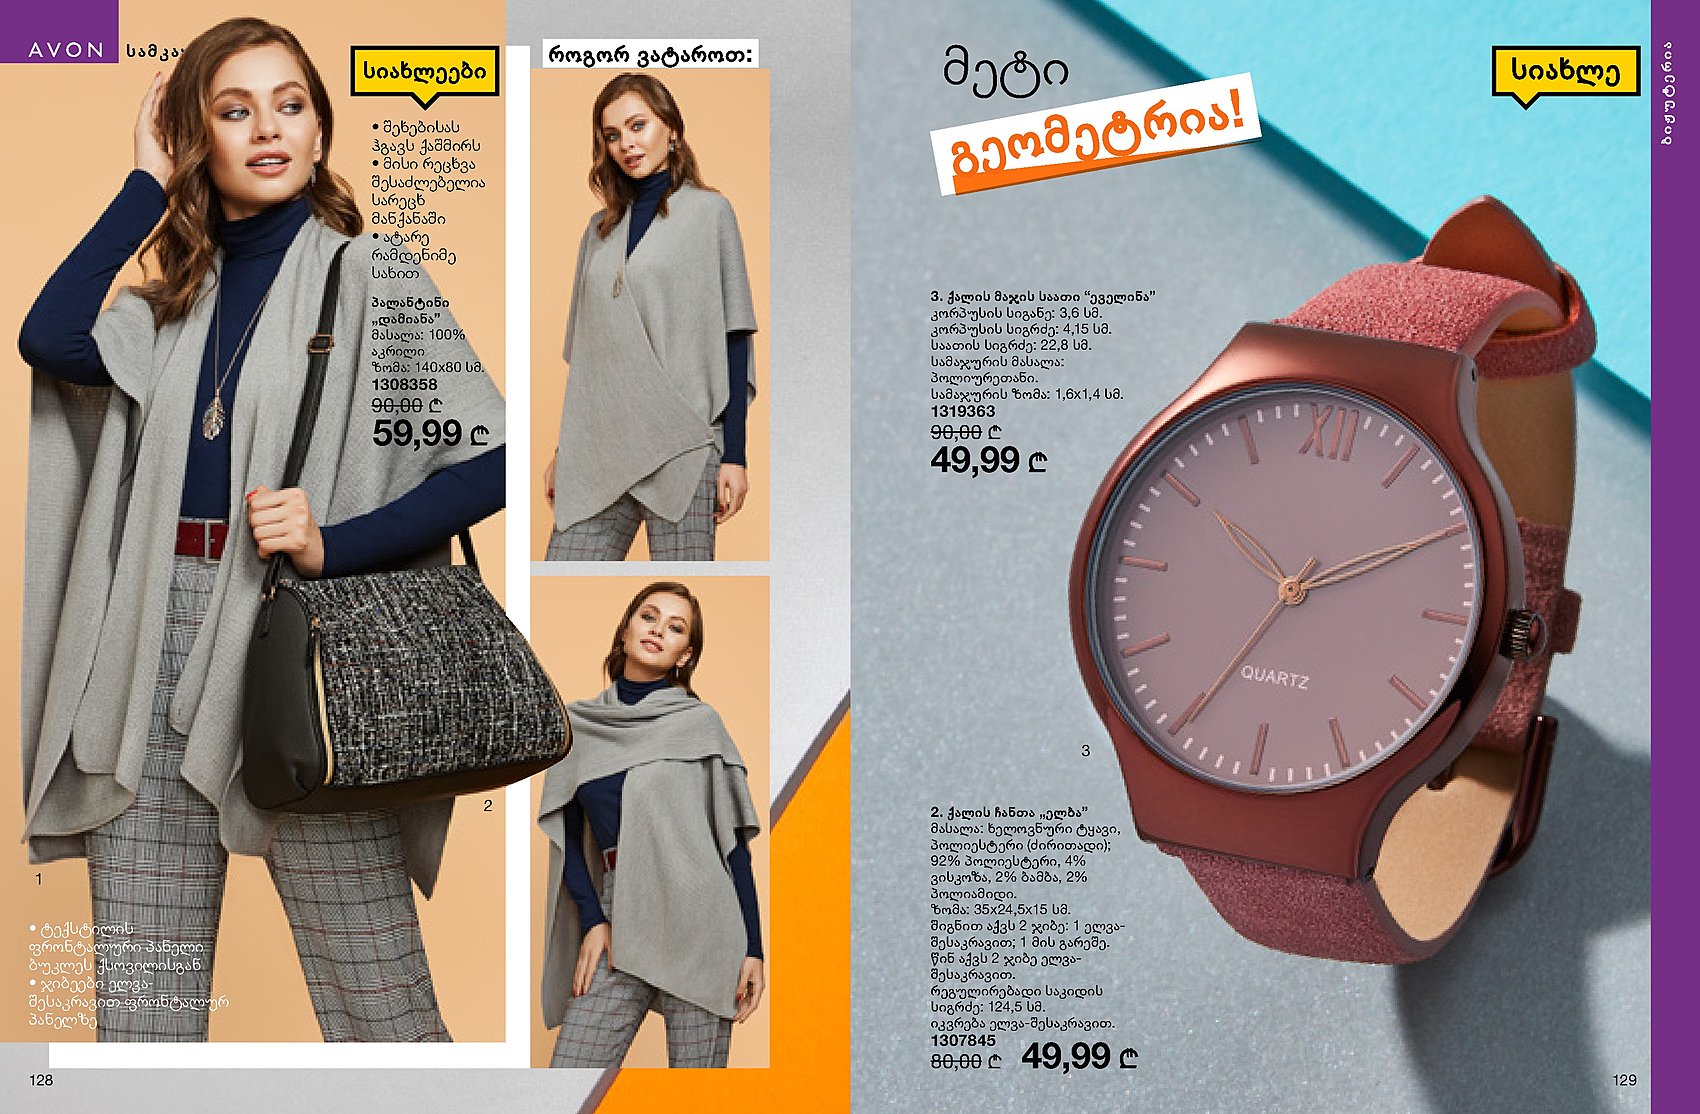 AVON
სიახლეები
• შეხებისას
ჰგავს ქაშმირს
• მისი რეცხვა
შესაძლებელია
სარეცხ
მანქანაში
• ატარე
რამდენიმე
სახით
პალანტინი
„დამიანა”
მასალა: 100%
აკრილი
ზომა: 140x80 სმ.
1308358
90,00 ₾
59,99 ₾
1
2
• ტექსტილის
ფრონტალური პანელი
ბუკლეს ქსოვილისგან
• ჯიბეები ელვა-
შესაკრავით ფრონტალურ
პანელზე
128
როგორ ვატაროთ:
მეტი
გეომეტრია!
სიახლე
ბიჟუტერია
3. ქალის მაჯის საათი “ეველინა”
კორპუსის სიგანე: 3,6 სმ.
კორპუსის სიგრძე: 4,15 სმ.
საათის სიგრძე: 22,8 სმ.
სამაჯურის მასალა:
პოლიურეთანი.
სამაჯურის ზომა: 1,6x1,4 სმ.
1319363
90,00 ₾
49,99 ₾
XII
QUARTZ
3
2. ქალის ჩანთა „ელბა”
მასალა: ხელოვნური ტყავი,
პოლიესტერი (ძირითადი);
92% პოლიესტერი, 4%
ვისკოზა, 2% ბამბა, 2%
პოლიამიდი.
ზომა: 35x24,5x15 სმ.
შიგნით აქვს 2 ჯიბე: 1 ელვა-
შესაკრავით; 1 მის გარეშე.
წინ აქვს 2 ჯიბე ელვა-
შესაკრავით.
რეგულირებადი საკიდის
სიგრძე: 124,5 სმ.
იკვრება ელვა-შესაკრავით.
1307845
80,00 ₾ 49,99 ₾
129